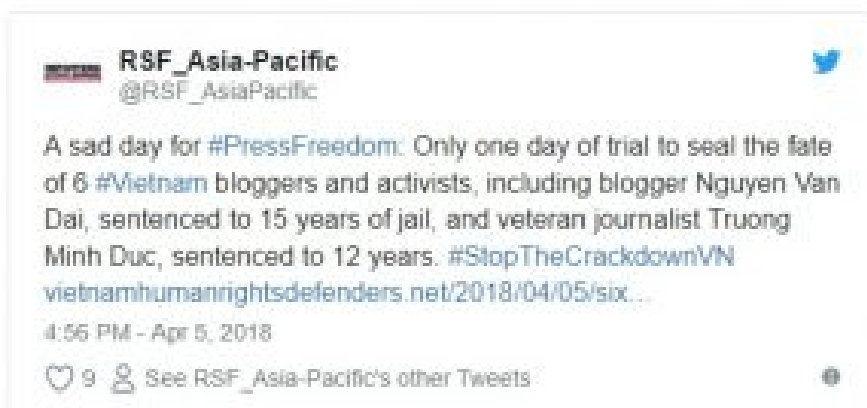 RSF_Asia-Pacific
@RSF_AsiaPacific
A sad day for #PressFreedom: Only one day of trial to seal the fate
of 6 #Vietnam bloggers and activists, including blogger Nguyen Van
Dai, sentenced to 15 years of jail, and veteran journalist Truong
Minh Duc, sentenced to 12 years. #StopTheCrackdownVN
vietnamhumanrightsdefenders.net/2018/04/05/six...
4:56 PM - Apr 5, 2018
9 See RSF_Asia-Pacific's other Tweets